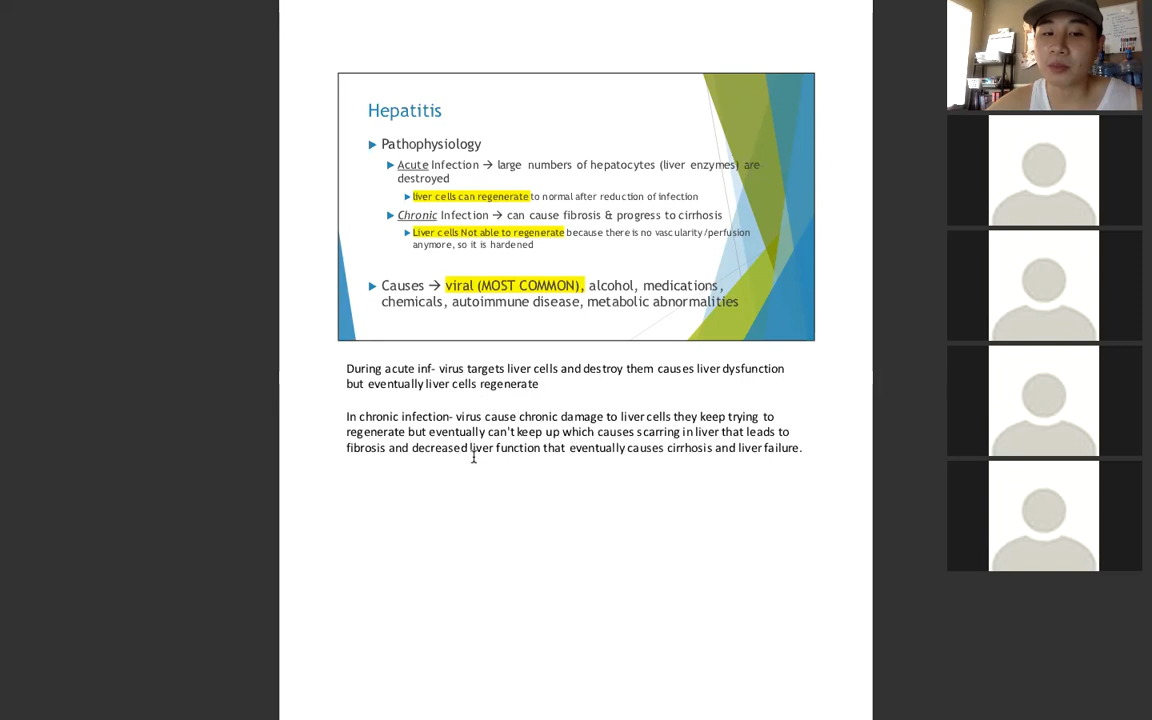 Hepatitis
Pathophysiology
Acute Infection → large numbers of hepatocytes (liver enzymes) are
destroyed
liver cells can regenerate to normal after reduction of infection
Chronic Infection → can cause fibrosis & progress to cirrhosis
Liver cells Not able to regenerate because there is no vascularity/perfusion
anymore, so it is hardened
Causes → viral (MOST COMMON), alcohol, medications,
chemicals, autoimmune disease, metabolic abnormalities
During acute inf- virus targets liver cells and destroy them causes liver dysfunction
but eventually liver cells regenerate
In chronic infection- virus cause chronic damage to liver cells they keep trying to
regenerate but eventually can't keep up which causes scarring in liver that leads to
fibrosis and decreased liver function that eventually causes cirrhosis and liver failure.